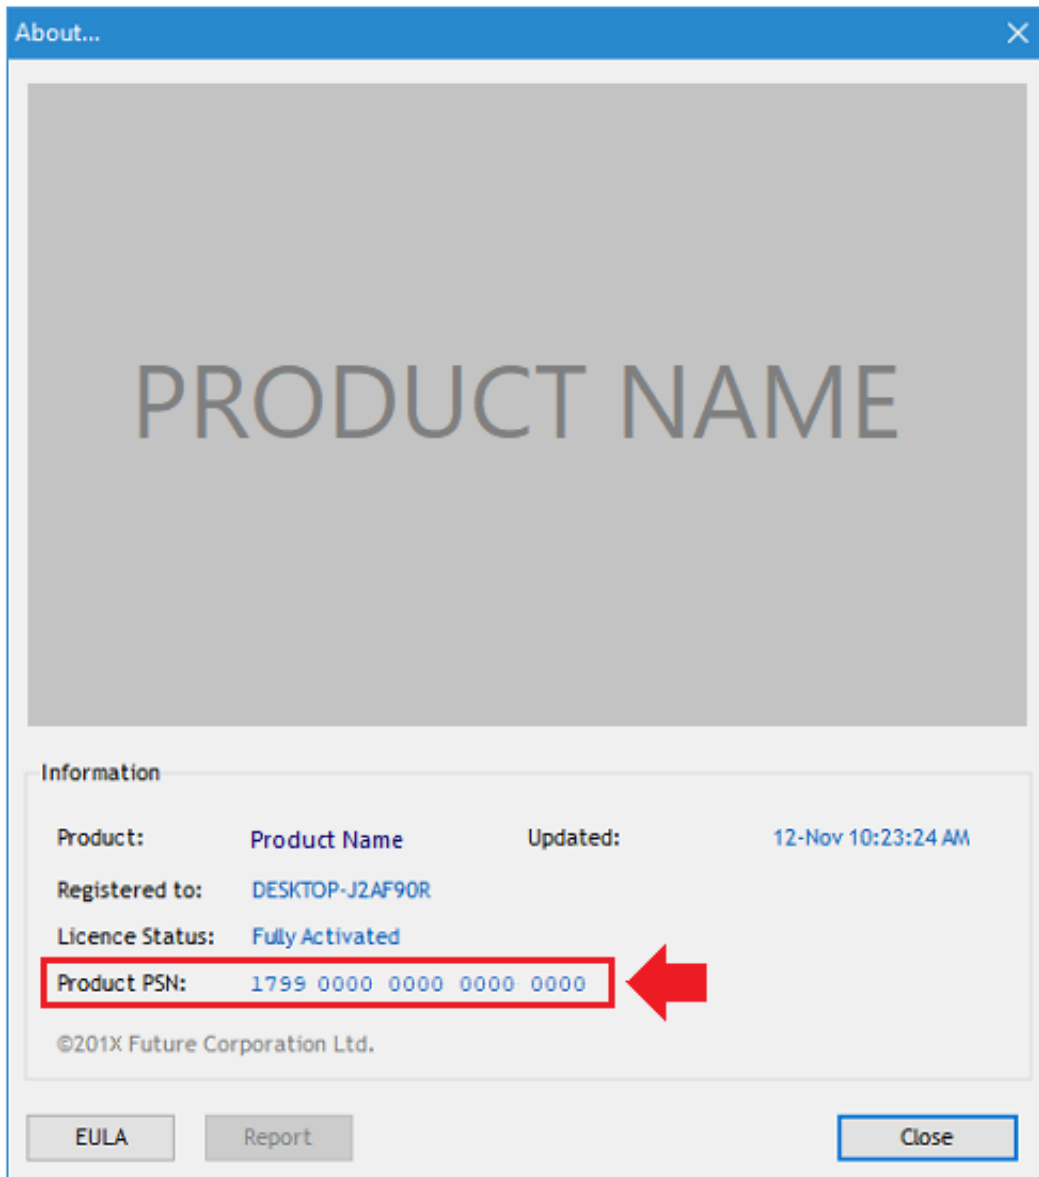 About...
PRODUCT NAME
Information
Product: Product Name Updated: 12-Nov 10:23:24 AM
Registered to: DESKTOP-J2AF90R
Licence Status: Fully Activated
Product PSN: 1799 0000 0000 0000 0000
©201X Future Corporation Ltd.
EULA Report Close